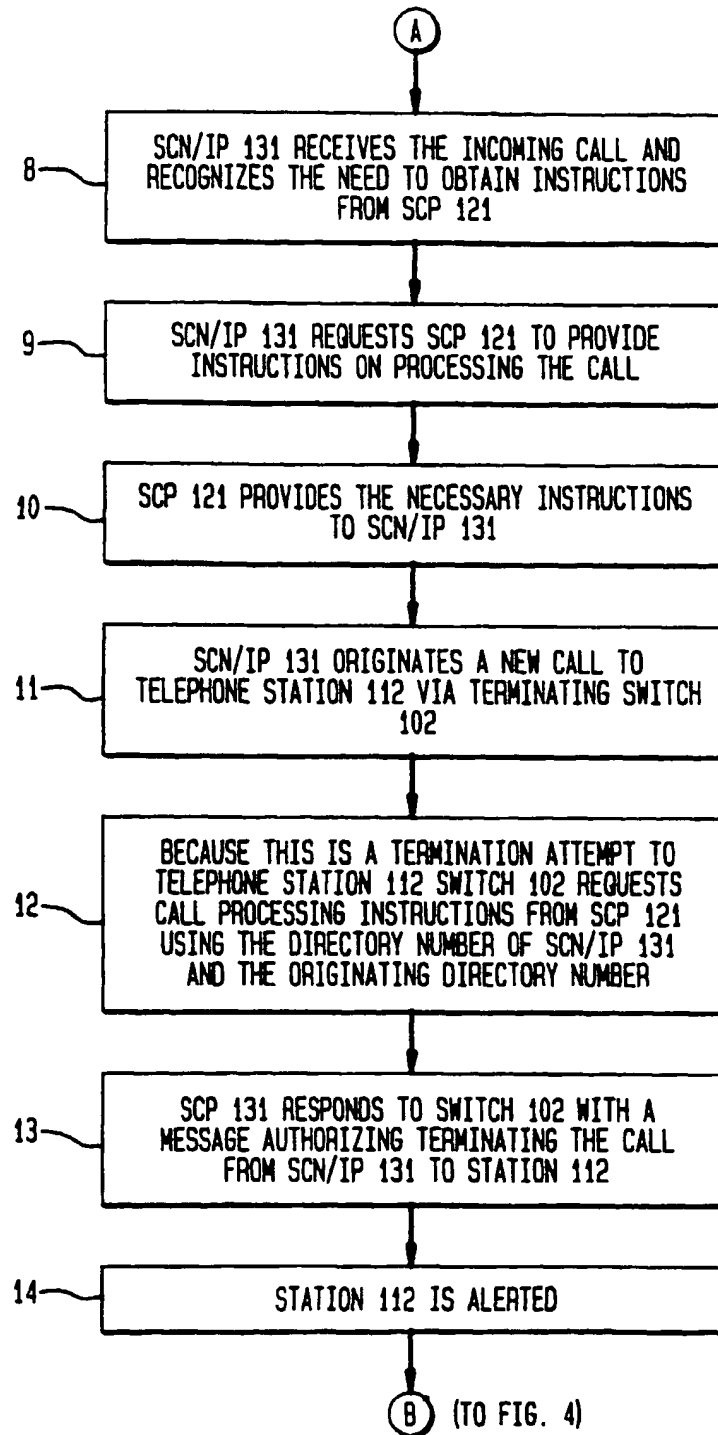 A
8
SCN/IP 131 RECEIVES THE INCOMING CALL AND
RECOGNIZES THE NEED TO OBTAIN INSTRUCTIONS
FROM SCP 121
9
SCN/IP 131 REQUESTS SCP 121 TO PROVIDE
INSTRUCTIONS ON PROCESSING THE CALL
10
SCP 121 PROVIDES THE NECESSARY INSTRUCTIONS
TO SCN/IP 131
11
SCN/IP 131 ORIGINATES A NEW CALL TO
TELEPHONE STATION 112 VIA TERMINATING SWITCH
102
12
BECAUSE THIS IS A TERMINATION ATTEMPT TO
TELEPHONE STATION 112 SWITCH 102 REQUESTS
CALL PROCESSING INSTRUCTIONS FROM SCP 121
USING THE DIRECTORY NUMBER OF SCN/IP 131
AND THE ORIGINATING DIRECTORY NUMBER
13
SCP 131 RESPONDS TO SWITCH 102 WITH A
MESSAGE AUTHORIZING TERMINATING THE CALL
FROM SCN/IP 131 TO STATION 112
14
STATION 112 IS ALERTED
B (TO FIG. 4)